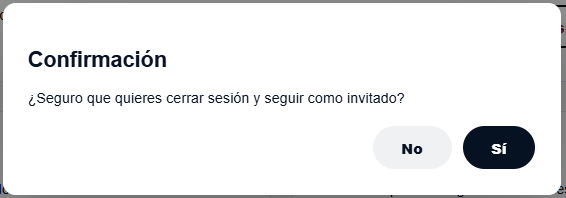 Confirmación
¿Seguro que quieres cerrar sesión y seguir como invitado?
No
Sí